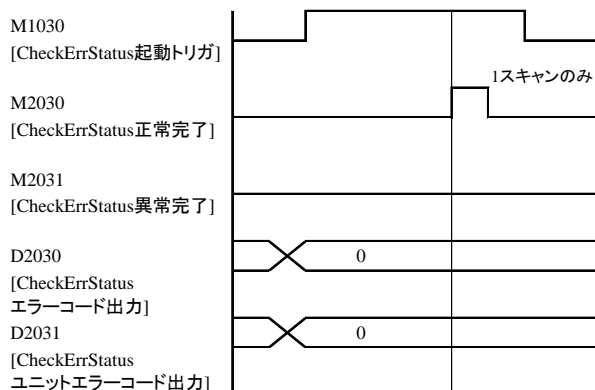 M1030
[CheckErrStatus起動トリガ]
1スキャンのみ
M2030
[CheckErrStatus正常完了]
M2031
[CheckErrStatus異常完了]
D2030
0
[CheckErrStatus
エラーコード出力]
D2031
0
[CheckErrStatus
ユニットエラーコード出力]